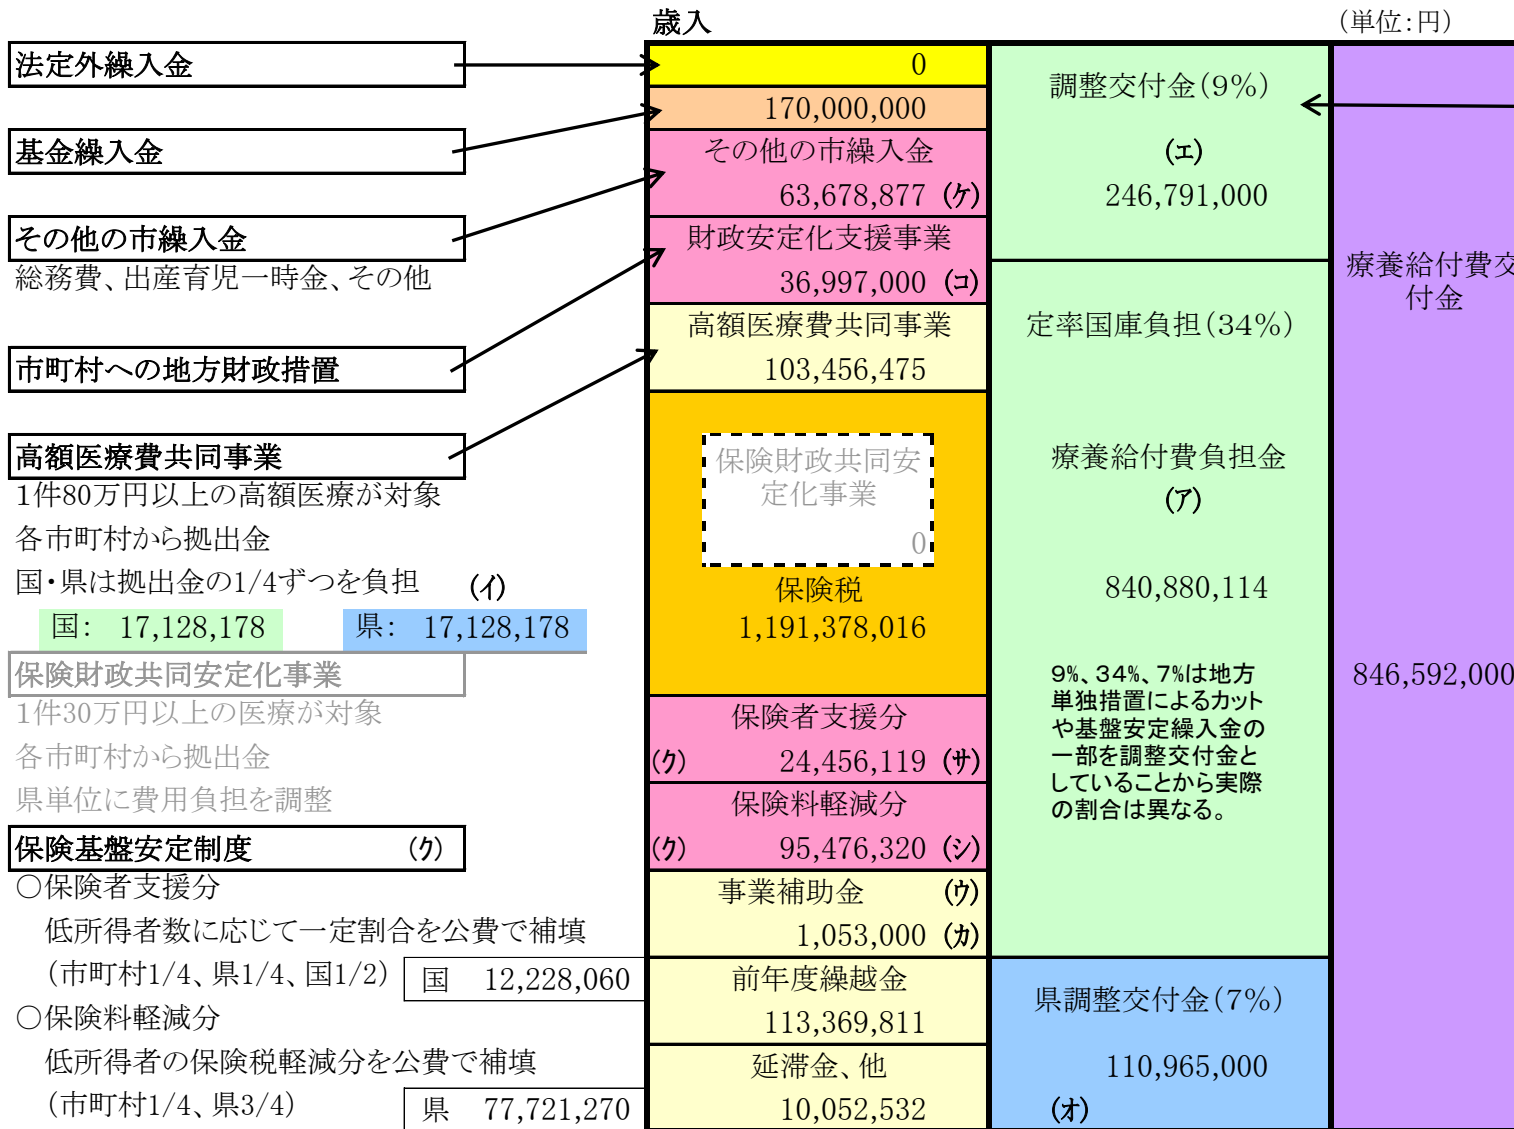 歳入
(単位:円)
法定外繰入金
基金繰入金
その他の市繰入金
総務費、出産育児一時金、その他
市町村への地方財政措置
高額医療費共同事業
1件80万円以上の高額医療が対象
各市町村から拠出金
国・県は拠出金の1/4ずつを負担 (イ)
国: 17,128,178 県: 17,128,178
保険財政共同安定化事業
1件30万円以上の医療が対象
各市町村から拠出金
県単位に費用負担を調整
保険基盤安定制度 (ク)
○保険者支援分
低所得者数に応じて一定割合を公費で補填
(市町村1/4、県1/4、国1/2) 国 12,228,060
○保険料軽減分
低所得者の保険税軽減分を公費で補填
(市町村1/4、県3/4) 県 77,721,270
0
170,000,000
その他の市繰入金
63,678,877 (ケ)
財政安定化支援事業
36,997,000 (コ)
高額医療費共同事業
103,456,475
保険財政共同安
定化事業
0
保険税
1,191,378,016
保険者支援分
(ク) 24,456,119 (サ)
保険料軽減分
(ク) 95,476,320 (シ)
事業補助金 (ウ)
1,053,000 (カ)
前年度繰越金
113,369,811
延滞金、他
10,052,532
調整交付金(9%)
(エ)
246,791,000
定率国庫負担(34%)
療養給付費負担金
(ア)
840,880,114
9%、34%、7%は地方
単独措置によるカット
や基盤安定繰入金の
一部を調整交付金と
していることから実際
の割合は異なる。
県調整交付金(7%)
110,965,000
(オ)
療養給付費交
付金
846,592,000